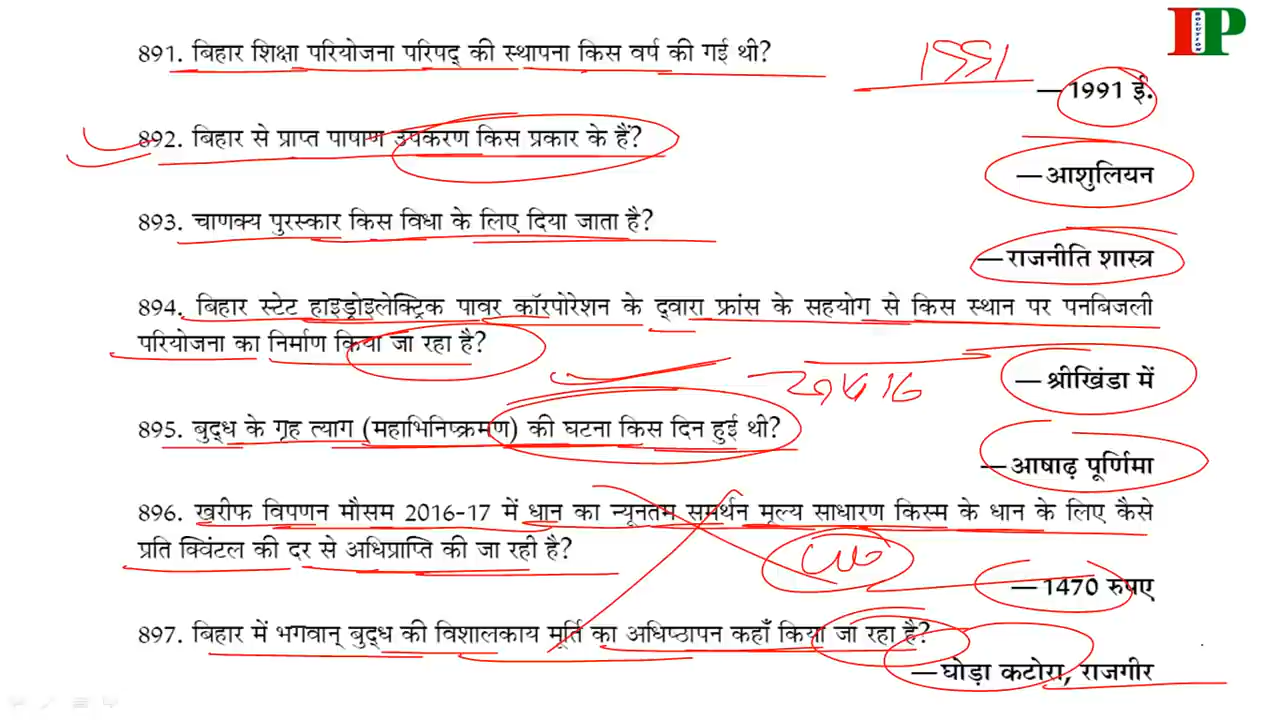 IP
SOLUTION
891. बिहार शिक्षा परियोजना परिषद् की स्थापना किस वर्ष की गई थी?
1991
— 1991 ई.
892. बिहार से प्राप्त पाषाण उपकरण किस प्रकार के हैं?
—आशुलियन
893. चाणक्य पुरस्कार किस विधा के लिए दिया जाता है?
—राजनीति शास्त्र
894. बिहार स्टेट हाइड्रोइलेक्ट्रिक पावर कॉरपोरेशन के द्वारा फ्रांस के सहयोग से किस स्थान पर पनबिजली
परियोजना का निर्माण किया जा रहा है?
—श्रीखिंडा में
895. बुद्ध के गृह त्याग (महाभिनिष्क्रमण) की घटना किस दिन हुई थी?
—आषाढ़ पूर्णिमा
896. खरीफ विपणन मौसम 2016-17 में धान का न्यूनतम समर्थन मूल्य साधारण किस्म के धान के लिए कैसे
प्रति क्विंटल की दर से अधिप्राप्ति की जा रही है?
—1470 रुपए
897. बिहार में भगवान् बुद्ध की विशालकाय मूर्ति का अधिष्ठापन कहाँ किया जा रहा है?
—घोड़ा कटोरा, राजगीर